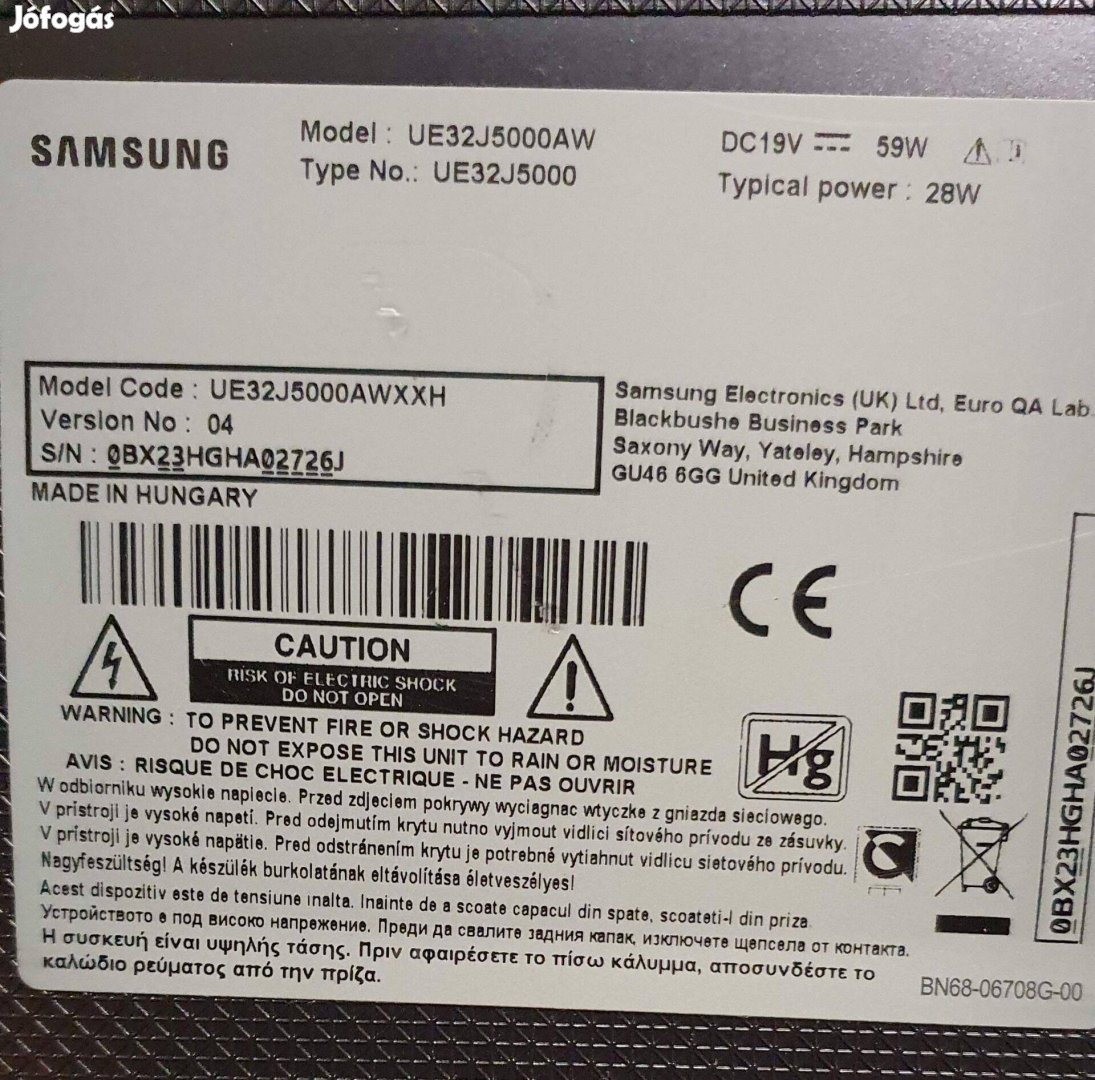 Jófogás
SAMSUNG
Model : UE32J5000AW
Type No.: UE32J5000
DC19V 59W
Typical power : 28W
Model Code : UE32J5000AWXXH
Version No : 04
S/N : 0BX23HGHA02726J
MADE IN HUNGARY
Samsung Electronics (UK) Ltd, Euro QA Lab
Blackbushe Business Park
Saxony Way, Yateley, Hampshire
GU46 6GG United Kingdom
CE
CAUTION
RISK OF ELECTRIC SHOCK
DO NOT OPEN
WARNING : TO PREVENT FIRE OR SHOCK HAZARD
DO NOT EXPOSE THIS UNIT TO RAIN OR MOISTURE
AVIS : RISQUE DE CHOC ELECTRIQUE - NE PAS OUVRIR
Hg
W odbiorniku wysokie napiecie. Przed zdjeciem pokrywy wyciagnac wtyczke z gniazda sieciowego.
V prístroji je vysoké napetí. Pred odejmutím krytu nutno vyjmout vidlici sítového prívodu ze zásuvky.
V prístroji je vysoké napätie. Pred odstránením krytu je potrebné vytiahnut vidlicu sietového prívodu.
Nagyfeszültség! A készülék burkolatának eltávolítása életveszélyes!
Acest dispozitiv este de tensiune inalta. Inainte de a scoate capacul din spate, scoateti-l din priza
Устройството е под високо напрежение. Преди да свалите задния капак, изключете щепсела от контакта.
Η συσκευή είναι υψηλής τάσης. Πριν αφαιρέσετε το πίσω κάλυμμα, αποσυνδέστε το
καλώδιο ρεύματος από την πρίζα.
0BX23HGHA02726J
BN68-06708G-00